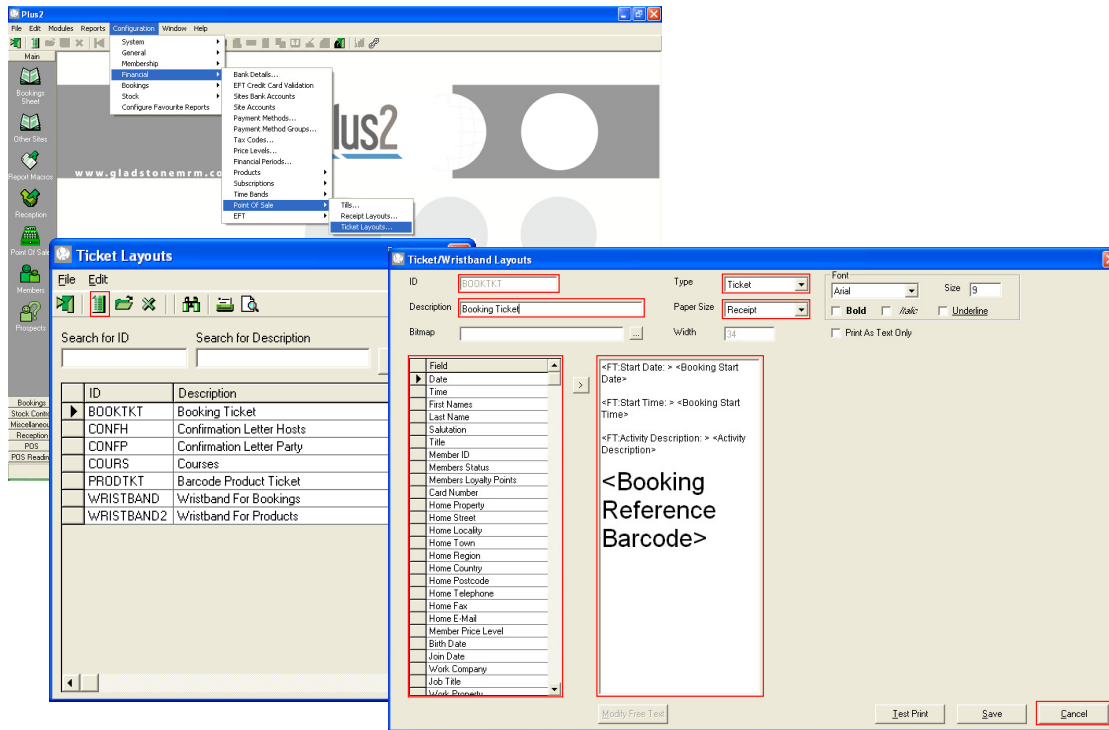 Plus2
File Edit Modules Reports Configuration Window Help
Main
Bookings
Sheet
Other Sites
Report Macros
Reception
Point Of Sale
Members
Prospects
Bookings
Stock Contro
Miscellaneou
Reception
POS
POS Readin
System
General
Membership
Financial
Bookings
Stock
Configure Favourite Reports
Bank Details...
EFT Credit Card Validation
Sites Bank Accounts
Site Accounts
Payment Methods...
Payment Method Groups...
Tax Codes...
Price Levels...
Financial Periods...
Products
Subscriptions
Time Bands
Point Of Sale
EFT
Tills...
Receipt Layouts...
Ticket Layouts...
lus2
www.gladstonemrm.co
Ticket Layouts
File Edit
Search for ID Search for Description
ID Description
BOOKTKT Booking Ticket
CONFH Confirmation Letter Hosts
CONFP Confirmation Letter Party
COURS Courses
PRODTKT Barcode Product Ticket
WRISTBAND Wristband For Bookings
WRISTBAND2 Wristband For Products
Ticket/Wristband Layouts
ID BOOKTKT Type Ticket
Description Booking Ticket Paper Size Receipt
Bitmap ... Width 34
Font
Arial Size 9
Bold Italic Underline
Print As Text Only
Field
Date
Time
First Names
Last Name
Salutation
Title
Member ID
Members Status
Members Loyalty Points
Card Number
Home Property
Home Street
Home Locality
Home Town
Home Region
Home Country
Home Postcode
Home Telephone
Home Fax
Home E-Mail
Member Price Level
Birth Date
Join Date
Work Company
Job Title
Work Property
>
<FT:Start Date: > <Booking Start
Date>
<FT:Start Time: > <Booking Start
Time>
<FT:Activity Description: > <Activity
Description>
<Booking
Reference
Barcode>
Modify Free Text
Test Print Save Cancel